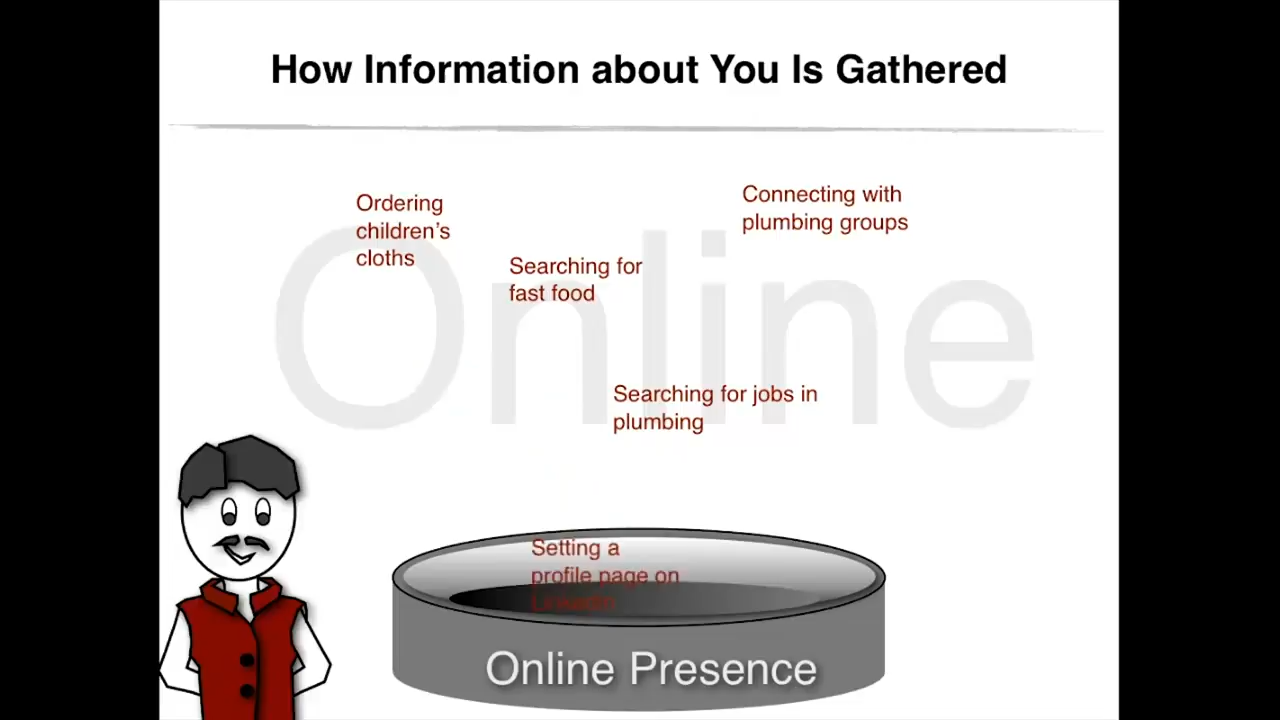 How Information about You Is Gathered
Ordering
children's
cloths
Connecting with
plumbing groups
Searching for
fast food
Online
Searching for jobs in
plumbing
Setting a
profile page on
LinkedIn
Online Presence